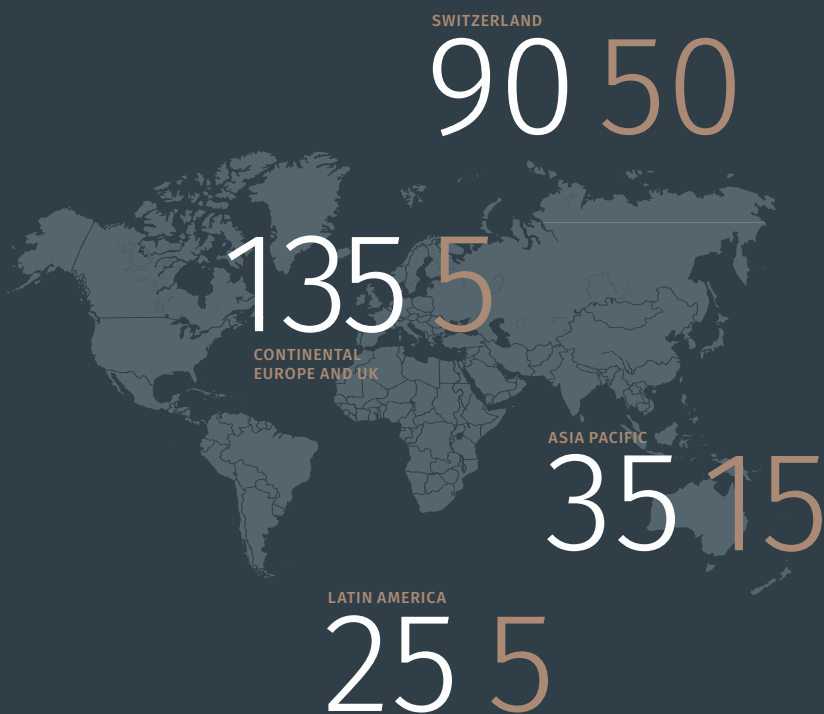 SWITZERLAND
90 50
135 5
CONTINENTAL
EUROPE AND UK
ASIA PACIFIC
35 15
LATIN AMERICA
25 5